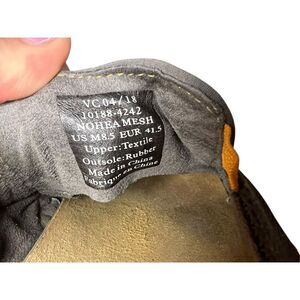 VC 04/18
10188-4242
NOHEA MESH
US M8.5 EUR 41.5
Upper:Textile
Outsole:Rubber
Made in China
Fabriqué en Chine